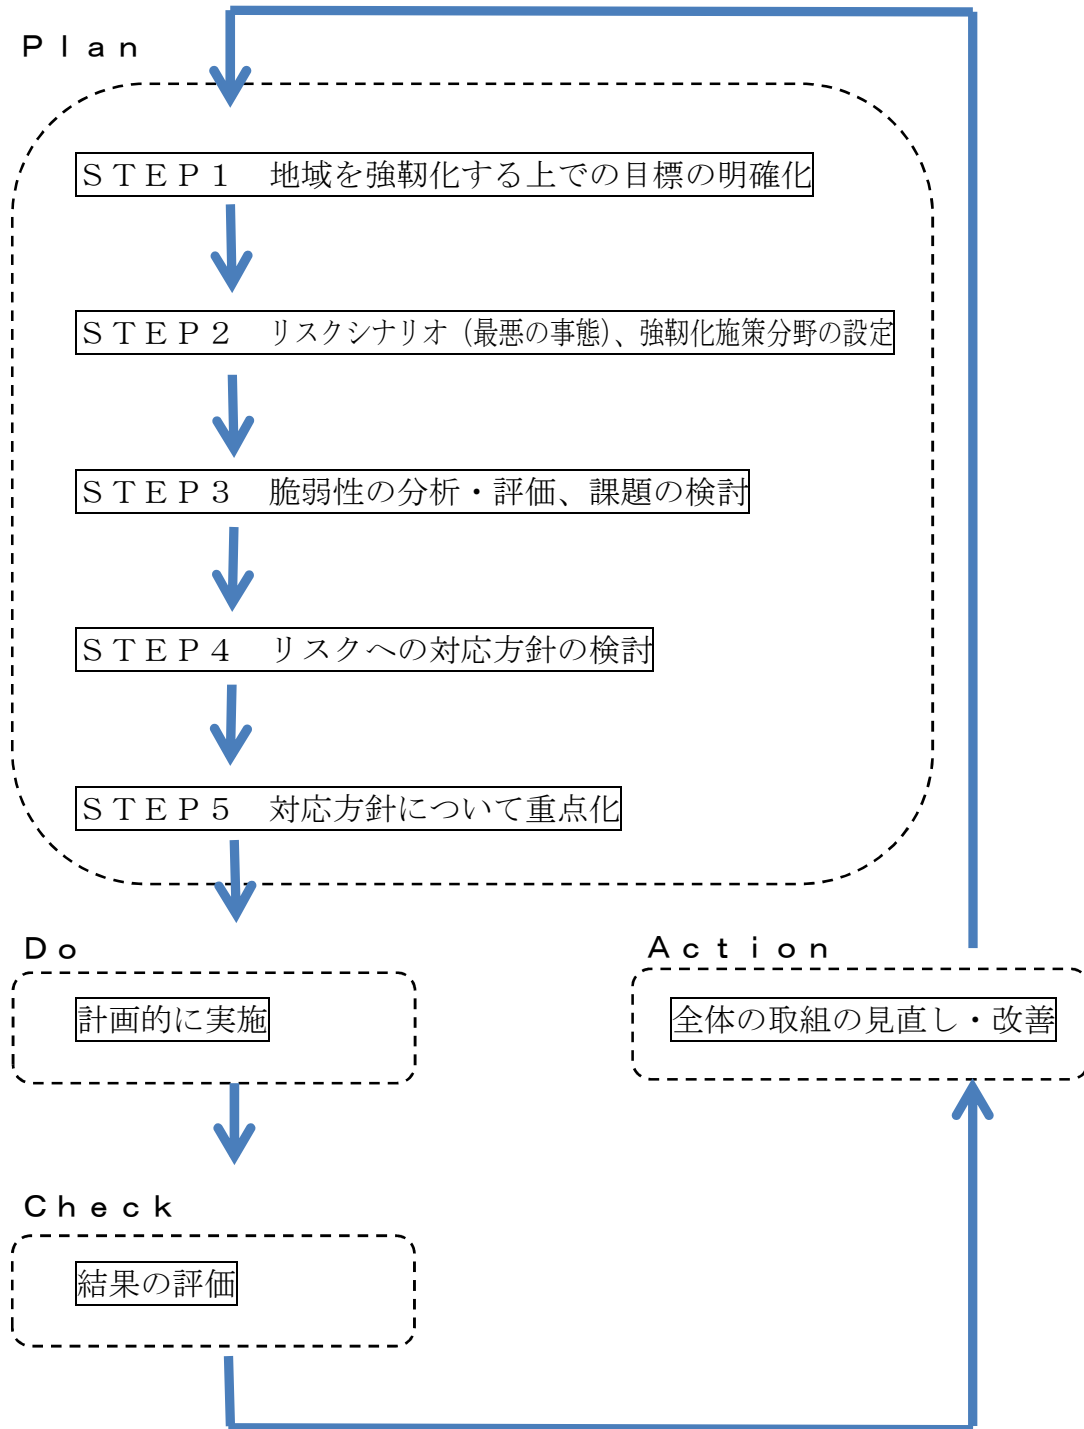 Ｐｌａｎ
ＳＴＥＰ１　地域を強靱化する上での目標の明確化
ＳＴＥＰ２　リスクシナリオ（最悪の事態）、強靱化施策分野の設定
ＳＴＥＰ３　脆弱性の分析・評価、課題の検討
ＳＴＥＰ４　リスクへの対応方針の検討
ＳＴＥＰ５　対応方針について重点化
Ｄｏ
計画的に実施
Ａｃｔｉｏｎ
全体の取組の見直し・改善
Ｃｈｅｃｋ
結果の評価